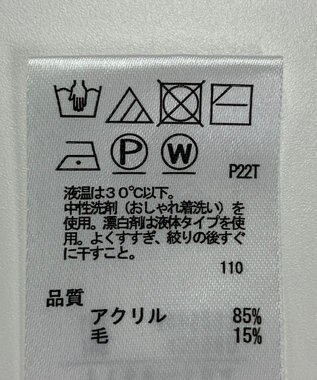 P W
P22T
液温は30℃以下。
中性洗剤（おしゃれ着洗い）を
使用。漂白剤は液体タイプを使
用。よくすすぎ、絞りの後すぐ
に干すこと。
110
品質
アクリル 85%
毛 15%